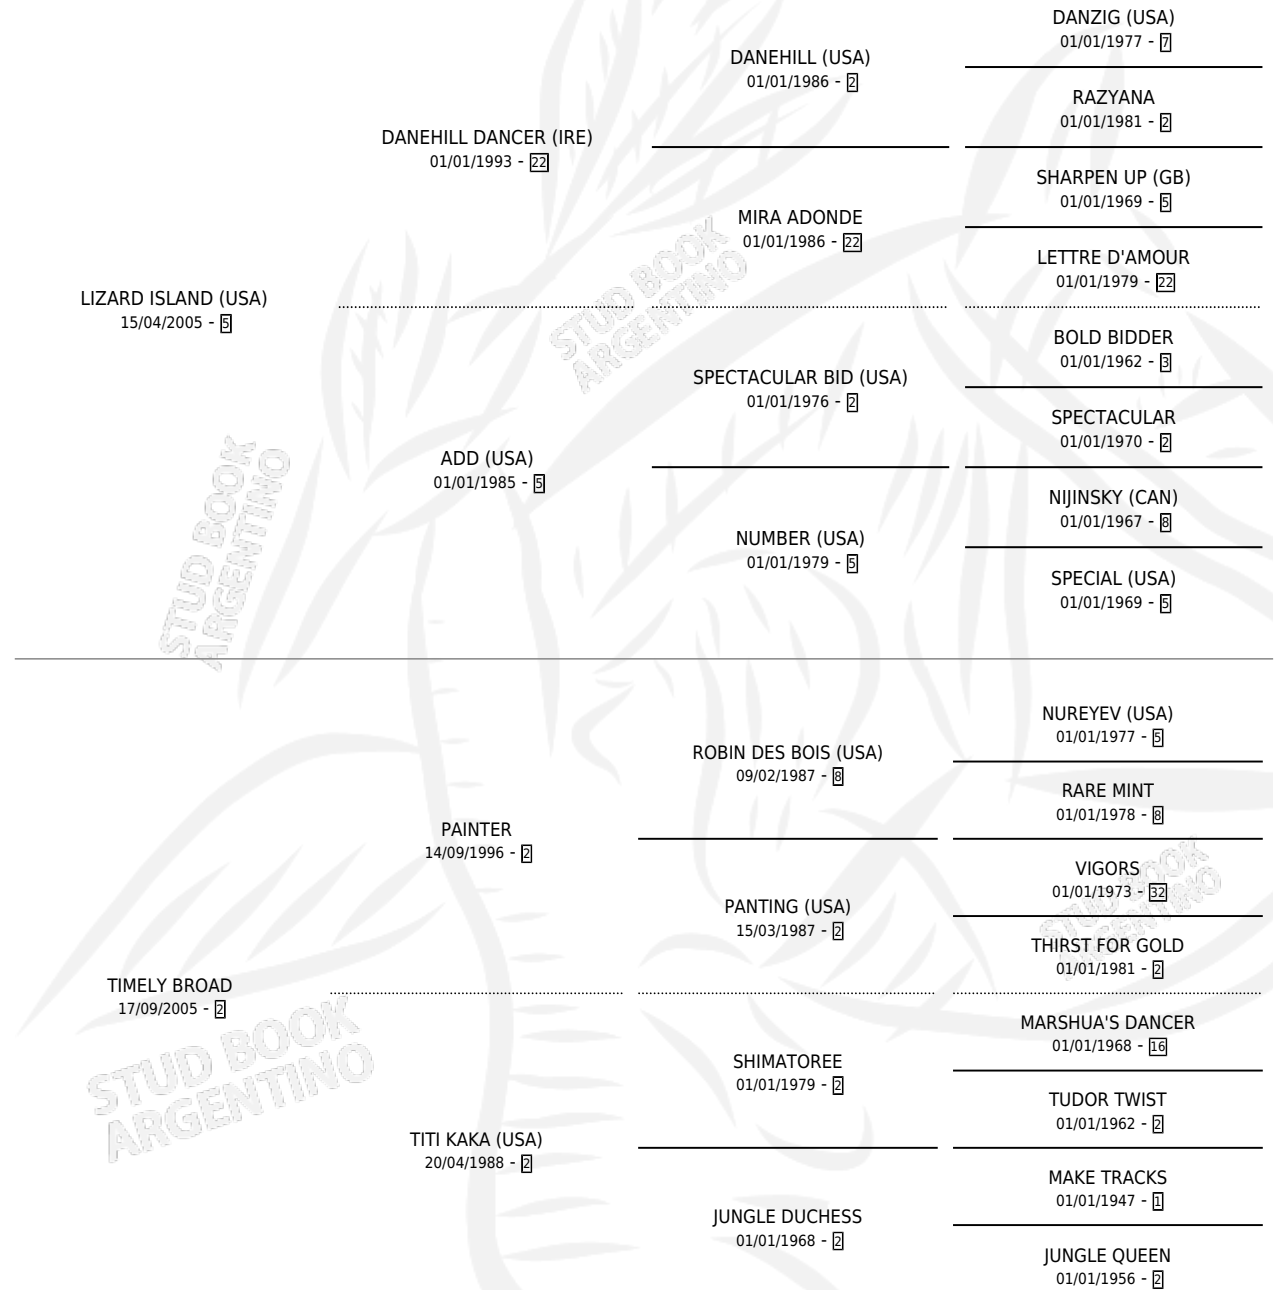 DANZIG (USA)
01/01/1977 - 7
DANEHILL (USA)
01/01/1986 - 2
RAZYANA
01/01/1981 - 2
DANEHILL DANCER (IRE)
01/01/1993 - 22
SHARPEN UP (GB)
01/01/1969 - 5
MIRA ADONDE
01/01/1986 - 22
LETTRE D'AMOUR
01/01/1979 - 22
LIZARD ISLAND (USA)
15/04/2005 - 5
BOLD BIDDER
01/01/1962 - 3
SPECTACULAR BID (USA)
01/01/1976 - 2
SPECTACULAR
01/01/1970 - 2
ADD (USA)
01/01/1985 - 5
NIJINSKY (CAN)
01/01/1967 - 8
NUMBER (USA)
01/01/1979 - 5
SPECIAL (USA)
01/01/1969 - 5
NUREYEV (USA)
01/01/1977 - 5
ROBIN DES BOIS (USA)
09/02/1987 - 8
RARE MINT
01/01/1978 - 8
PAINTER
14/09/1996 - 2
VIGORS
01/01/1973 - 32
PANTING (USA)
15/03/1987 - 2
THIRST FOR GOLD
01/01/1981 - 2
TIMELY BROAD
17/09/2005 - 2
MARSHUA'S DANCER
01/01/1968 - 16
SHIMATOREE
01/01/1979 - 2
TUDOR TWIST
01/01/1962 - 2
TITI KAKA (USA)
20/04/1988 - 2
MAKE TRACKS
01/01/1947 - 1
JUNGLE DUCHESS
01/01/1968 - 2
JUNGLE QUEEN
01/01/1956 - 2
STUD BOOK
ARGENTINO
STUD BOOK
ARGENTINO
STUD BOOK
ARGENTINO
STUD BOOK
ARGENTINO